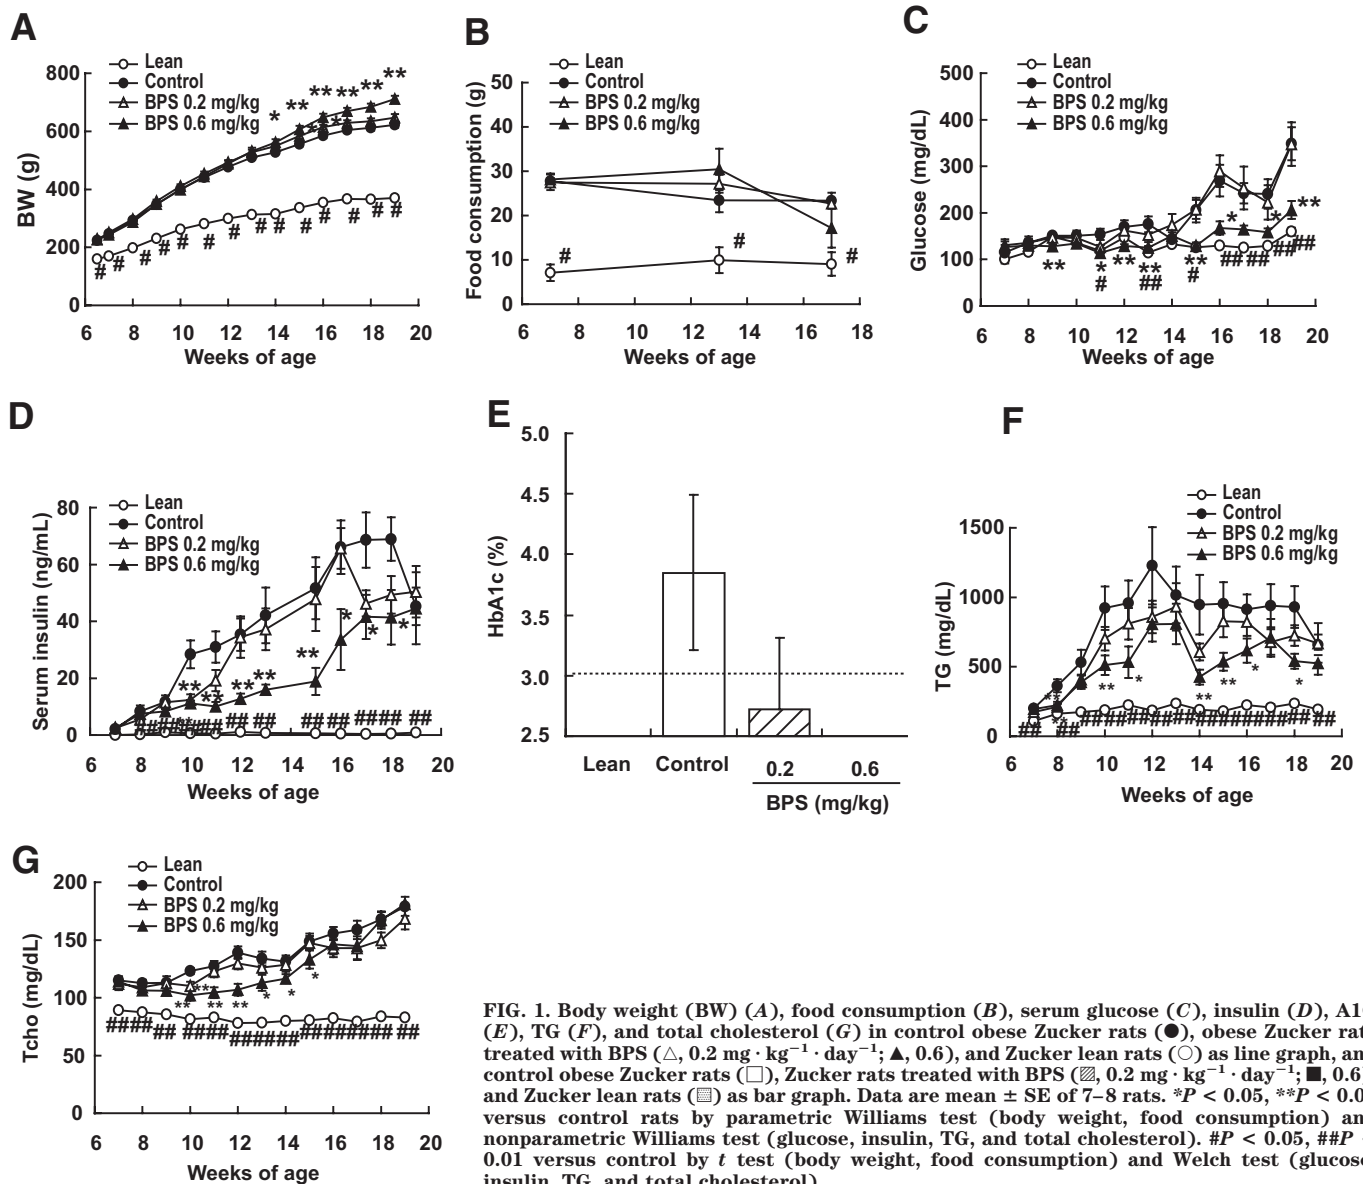 A
Lean
Control
BPS 0.2 mg/kg
BPS 0.6 mg/kg
BW (g)
800
600
400
200
0
* ** ** ** ** **
*
*
# # # # # # # # # # # #
6 8 10 12 14 16 18 20
Weeks of age
B
Lean
Control
BPS 0.2 mg/kg
BPS 0.6 mg/kg
Food consumption (g)
50
40
30
20
10
0
# # #
6 8 10 12 14 16 18
Weeks of age
C
Lean
Control
BPS 0.2 mg/kg
BPS 0.6 mg/kg
Glucose (mg/dL)
500
400
300
200
100
0
* * **
** * ** ** **
# ## # ## ## ## ##
6 8 10 12 14 16 18 20
Weeks of age
D
Lean
Control
BPS 0.2 mg/kg
BPS 0.6 mg/kg
Serum insulin (ng/mL)
80
60
40
20
0
** ** ** ** ** * * *
**
## ## ## ## ## ## ## ## ## ## ##
6 8 10 12 14 16 18 20
Weeks of age
E
HbA1c (%)
5.0
4.5
4.0
3.5
3.0
2.5
Lean Control 0.2 0.6
BPS (mg/kg)
F
Lean
Control
BPS 0.2 mg/kg
BPS 0.6 mg/kg
TG (mg/dL)
1500
1000
500
0
** ** ** * ** ** * *
## ## ## ## ## ## ## ## ## ## ## ## ##
6 8 10 12 14 16 18 20
Weeks of age
G
Lean
Control
BPS 0.2 mg/kg
BPS 0.6 mg/kg
Tcho (mg/dL)
200
150
100
50
0
** ** ** ** * * *
## ## ## ## ## ## ## ## ## ## ## ## ##
6 8 10 12 14 16 18 20
Weeks of age
FIG. 1. Body weight (BW) (A), food consumption (B), serum glucose (C), insulin (D), A1
(E), TG (F), and total cholesterol (G) in control obese Zucker rats (●), obese Zucker rat
treated with BPS (△, 0.2 mg · kg⁻¹ · day⁻¹; ▲, 0.6), and Zucker lean rats (○) as line graph, an
control obese Zucker rats (□), Zucker rats treated with BPS (▨, 0.2 mg · kg⁻¹ · day⁻¹; ■, 0.6)
and Zucker lean rats (▒) as bar graph. Data are mean ± SE of 7–8 rats. *P < 0.05, **P < 0.0
versus control rats by parametric Williams test (body weight, food consumption) an
nonparametric Williams test (glucose, insulin, TG, and total cholesterol). #P < 0.05, ##P
0.01 versus control by t test (body weight, food consumption) and Welch test (glucose
insulin, TG, and total cholesterol)